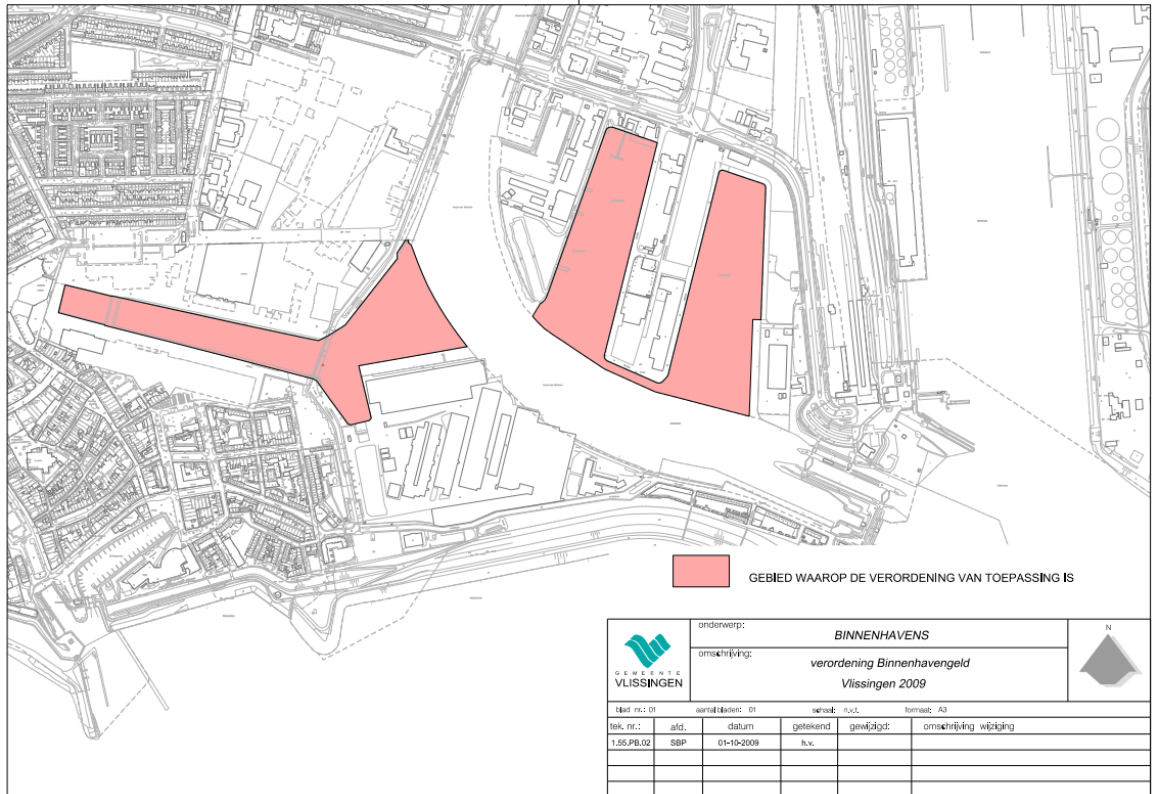 GEBIED WAAROP DE VERORDENING VAN TOEPASSING IS
GEMEENTE
VLISSINGEN
onderwerp:
BINNENHAVENS
omschrijving:
verordening Binnenhavengeld
Vlissingen 2009
N
blad nr.: 01 aantal bladen: 01 schaal: n.v.t. formaat: A3
tek. nr.: afd. datum getekend gewijzigd: omschrijving wijziging
1.55.PB.02 SBP 01-10-2009 h.v.